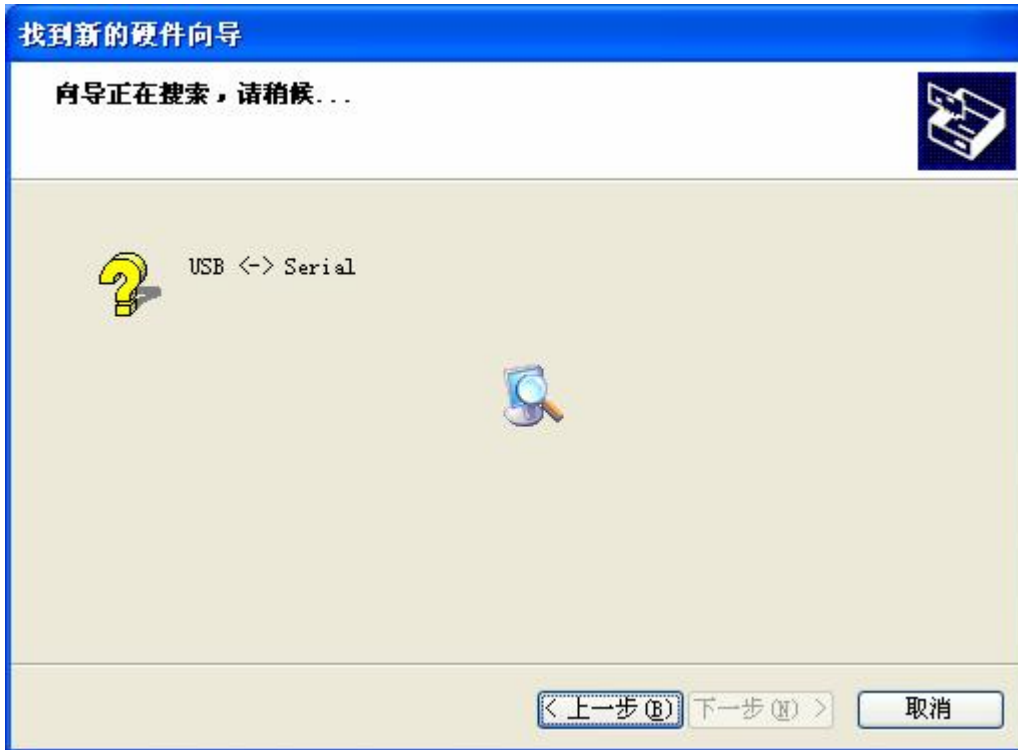 找到新的硬件向导
向导正在搜索，请稍候...
USB <-> Serial
< 上一步(B) 下一步(N) > 取消